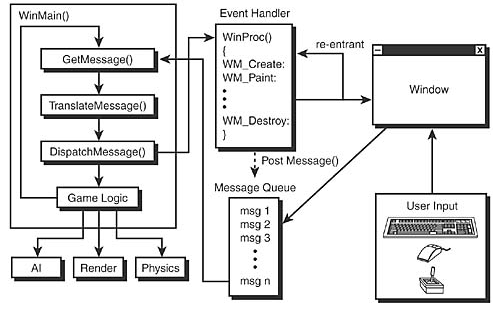 WinMain()
GetMessage()
TranslateMessage()
DispatchMessage()
Game Logic
AI
Render
Physics
Event Handler
WinProc()
{
WM_Create:
WM_Paint:
WM_Destroy:
}
re-entrant
Post Message()
Message Queue
msg 1
msg 2
msg 3
msg n
X
Window
User Input